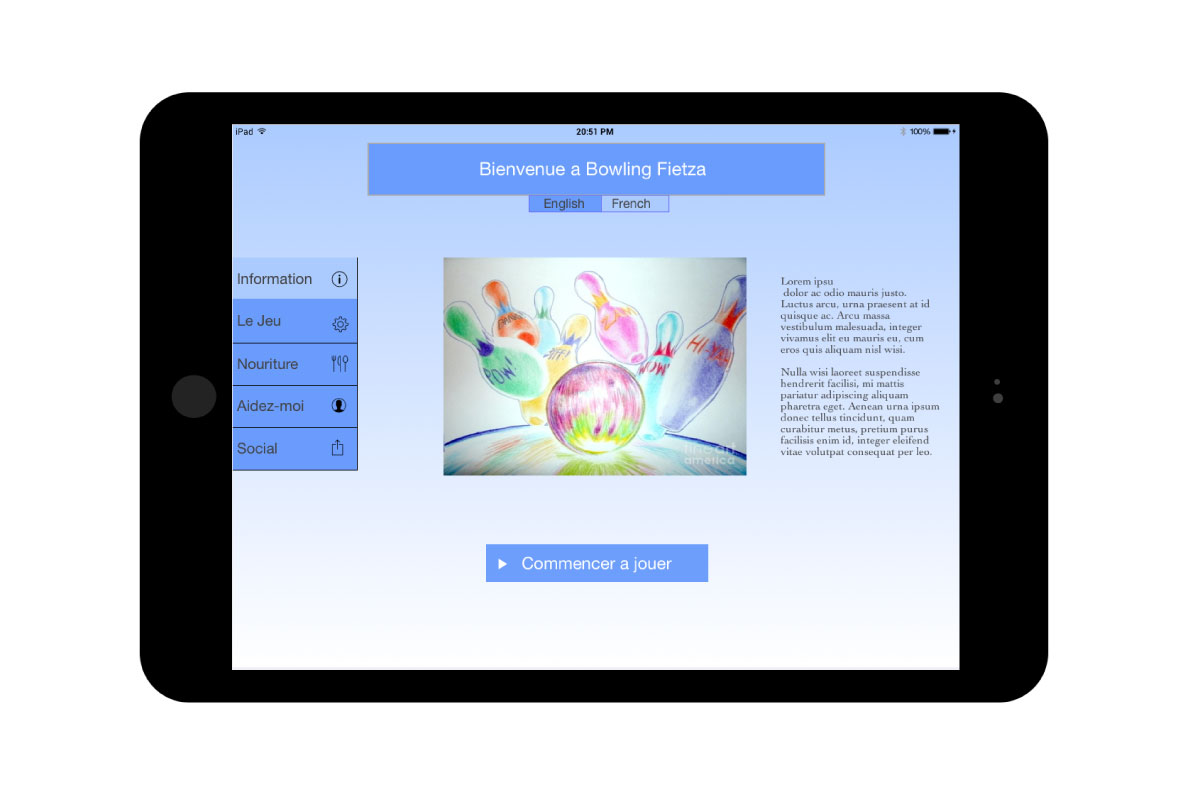 iPad
20:51 PM
100%
Bienvenue a Bowling Fietza
English
French
Information
Le Jeu
Nouriture
Aidez-moi
Social
POW!
HI-YA!
WOW!
fineart
america
Lorem ipsu
dolor ac odio mauris justo.
Luctus arcu, urna praesent at id
quisque ac. Arcu massa
vestibulum malesuada, integer
vivamus elit eu mauris eu, cum
eros quis aliquam nisl wisi.
Nulla wisi laoreet suspendisse
hendrerit facilisi, mi mattis
pariatur adipiscing aliquam
pharetra eget. Aenean urna ipsum
donec tellus tincidunt, quam
curabitur metus, pretium purus
facilisis enim id, integer eleifend
vitae volutpat consequat per leo.
Commencer a jouer